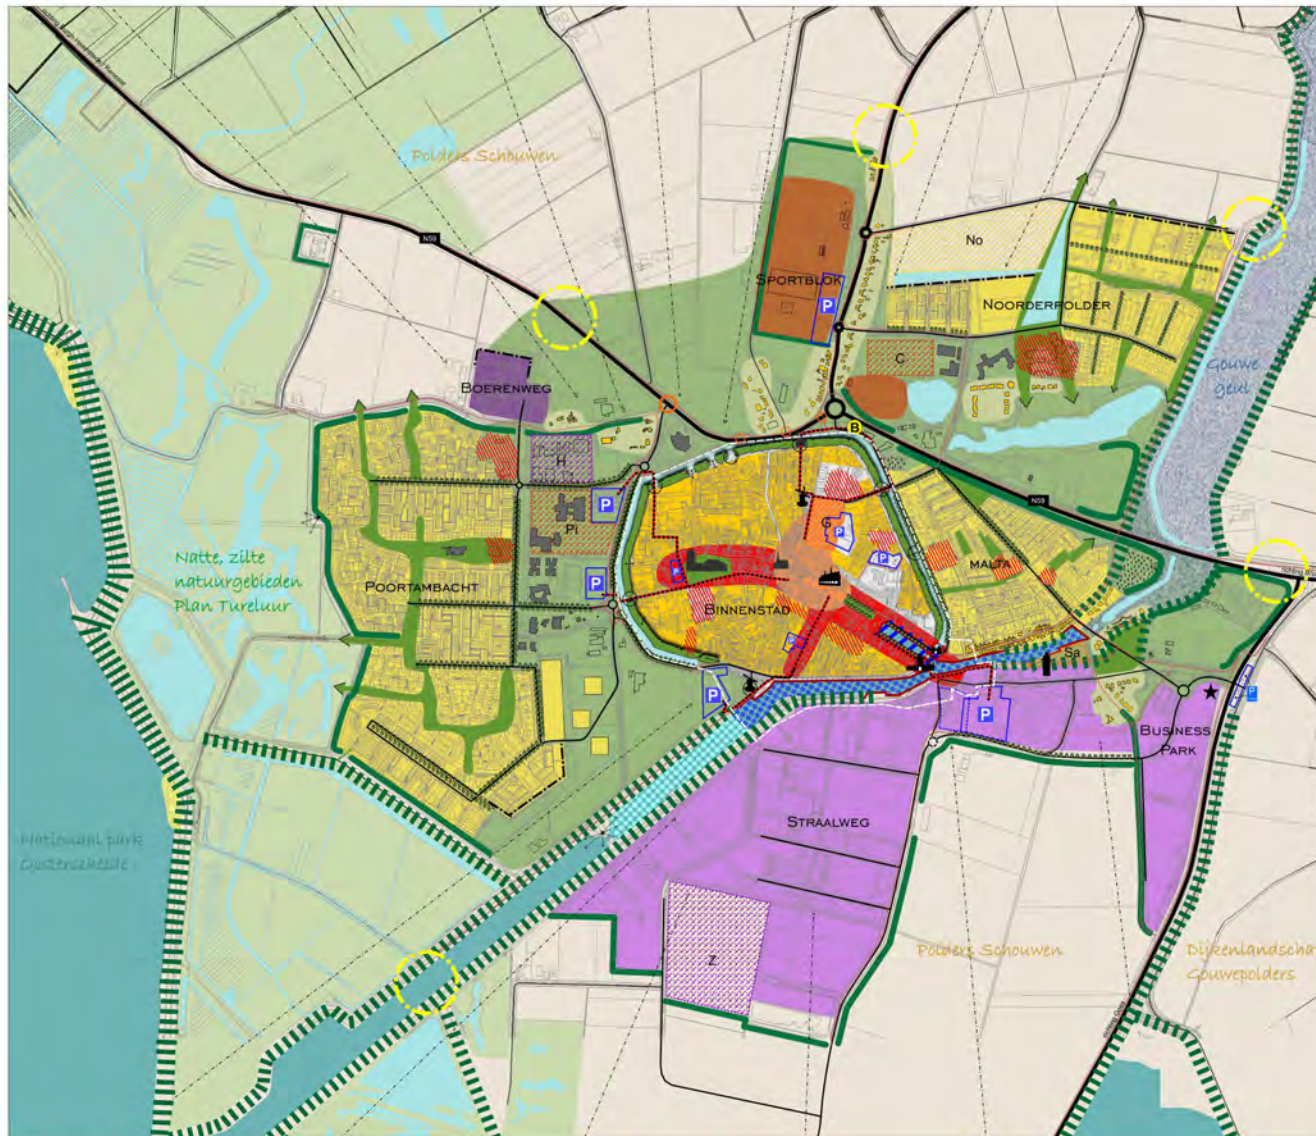 Polders Schouwen
N59
No
SPORTBLOK
P
NOORDERPOLDER
C
Gouwe
geul
BOERENWEG
B
H
N59
P
Pi
G
P
P
Natte, zilte
natuurgebieden
Plan Tureluur
P
P
MALTA
POORTAMBACHT
BINNENSTAD
P
Sa
P
P
P
BUSINESS
PARK
STRAALWEG
Nationaal park
Oosterschelde
Z
Polders Schouwen
Dijkenlandscha
Gouwepolders